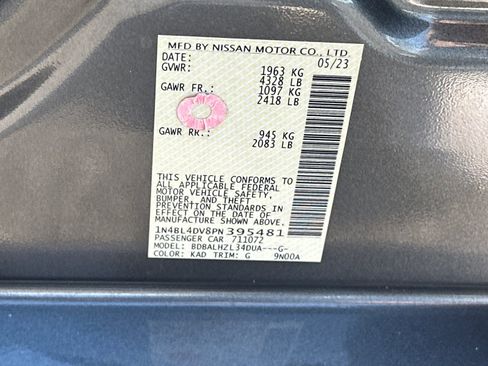 MFD BY NISSAN MOTOR CO., LTD
DATE: 05/23
GVWR: 1963 KG
4328 LB
GAWR FR.: 1097 KG
2418 LB
GAWR RR.: 945 KG
2083 LB
THIS VEHICLE CONFORMS TO
ALL APPLICABLE FEDERAL
MOTOR VEHICLE SAFETY,
BUMPER, AND THEFT
PREVENTION STANDARDS
IN EFFECT ON THE DATE OF
MANUFACTURE SHOWN ABOVE.
1N4BL4DV8PN395481
PASSENGER CAR 711072
MODEL: BDBALHZL34DUA---G-
COLOR: KAD TRIM: G 9N00A